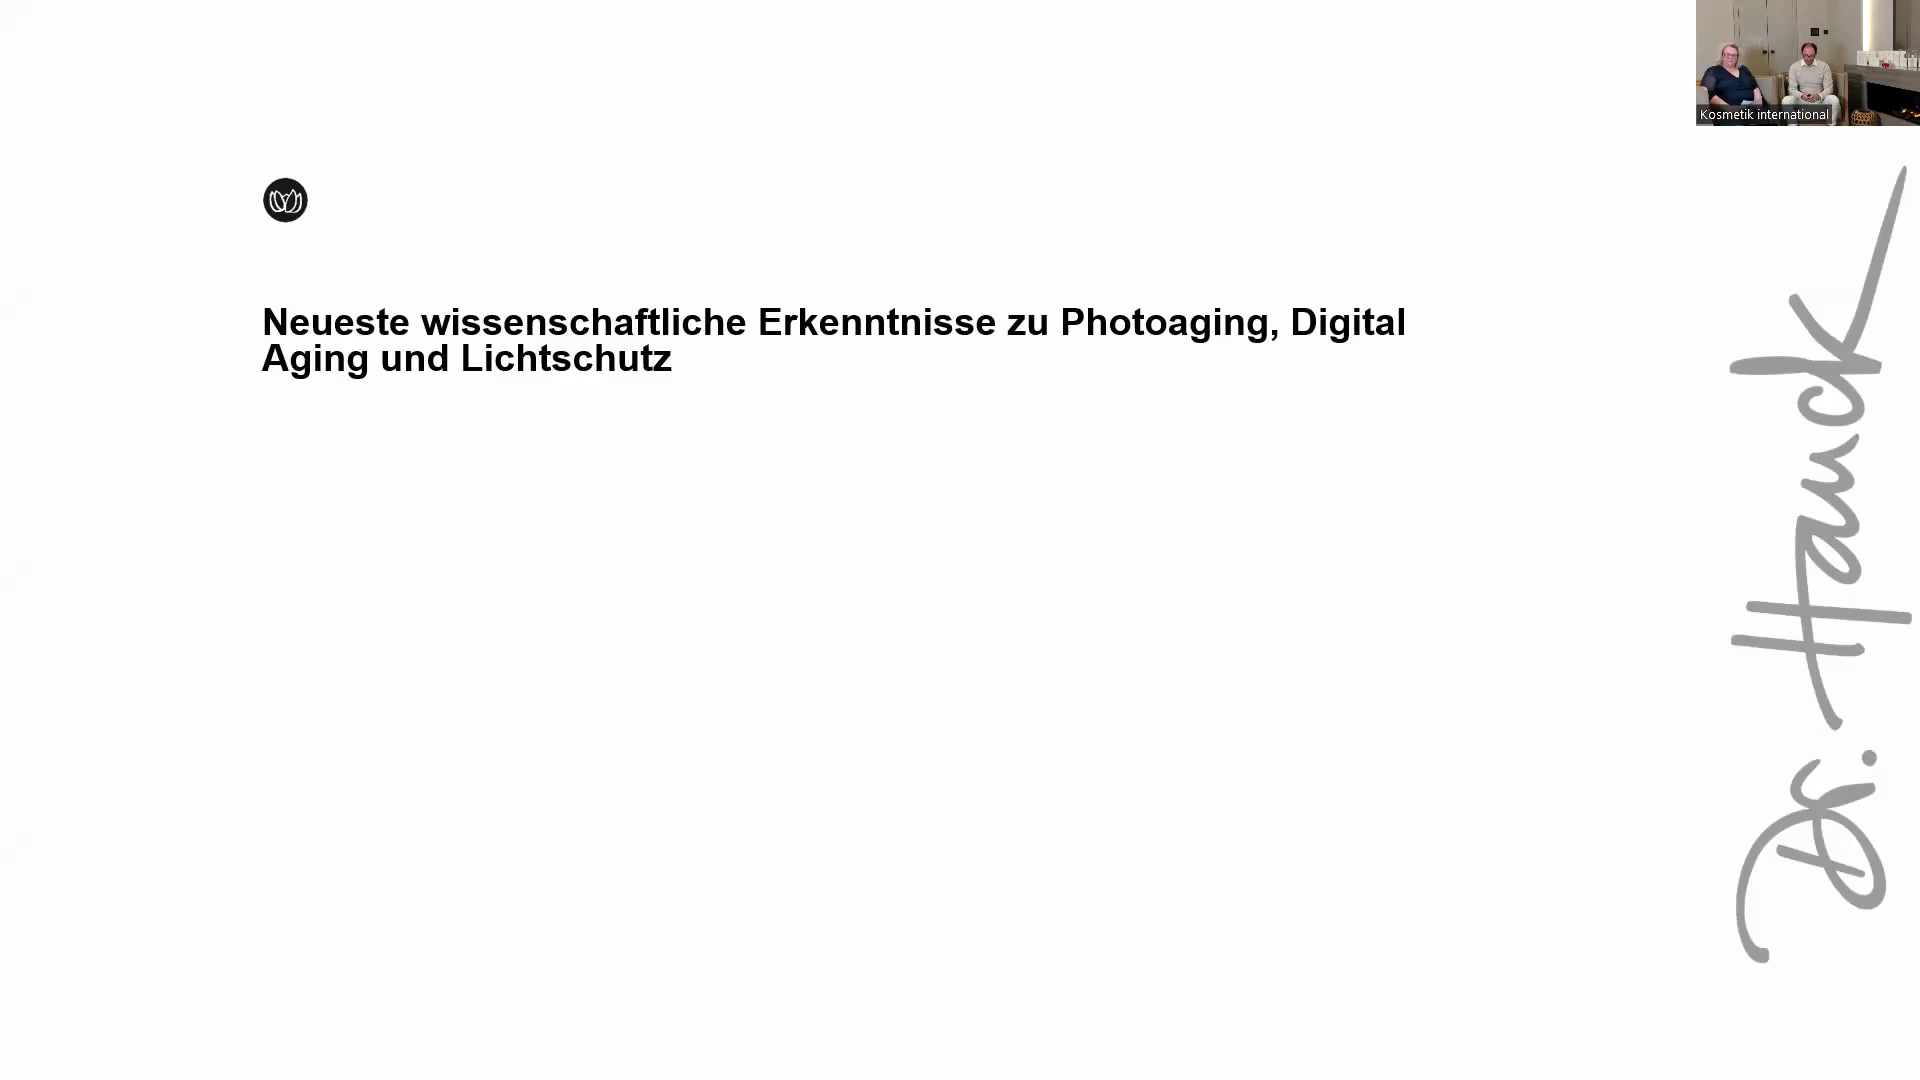 Kosmetik international
Neueste wissenschaftliche Erkenntnisse zu Photoaging, Digital
Aging und Lichtschutz
Dr. Hauck